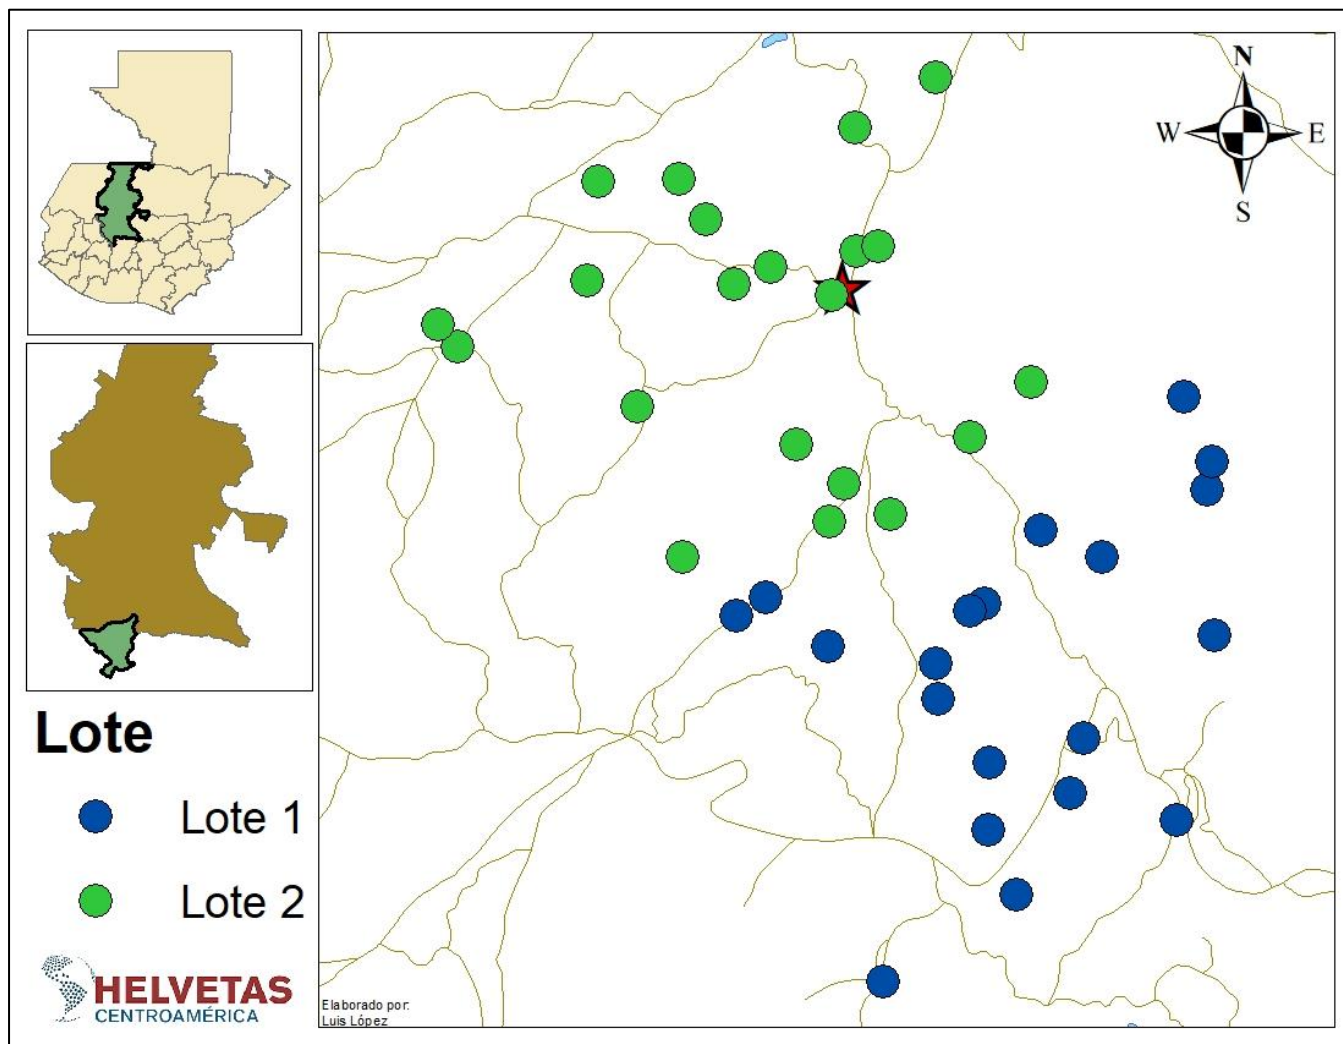 N
W E
S
Lote
Lote 1
Lote 2
HELVETAS
CENTROAMÉRICA
Elaborado por:
Luis López